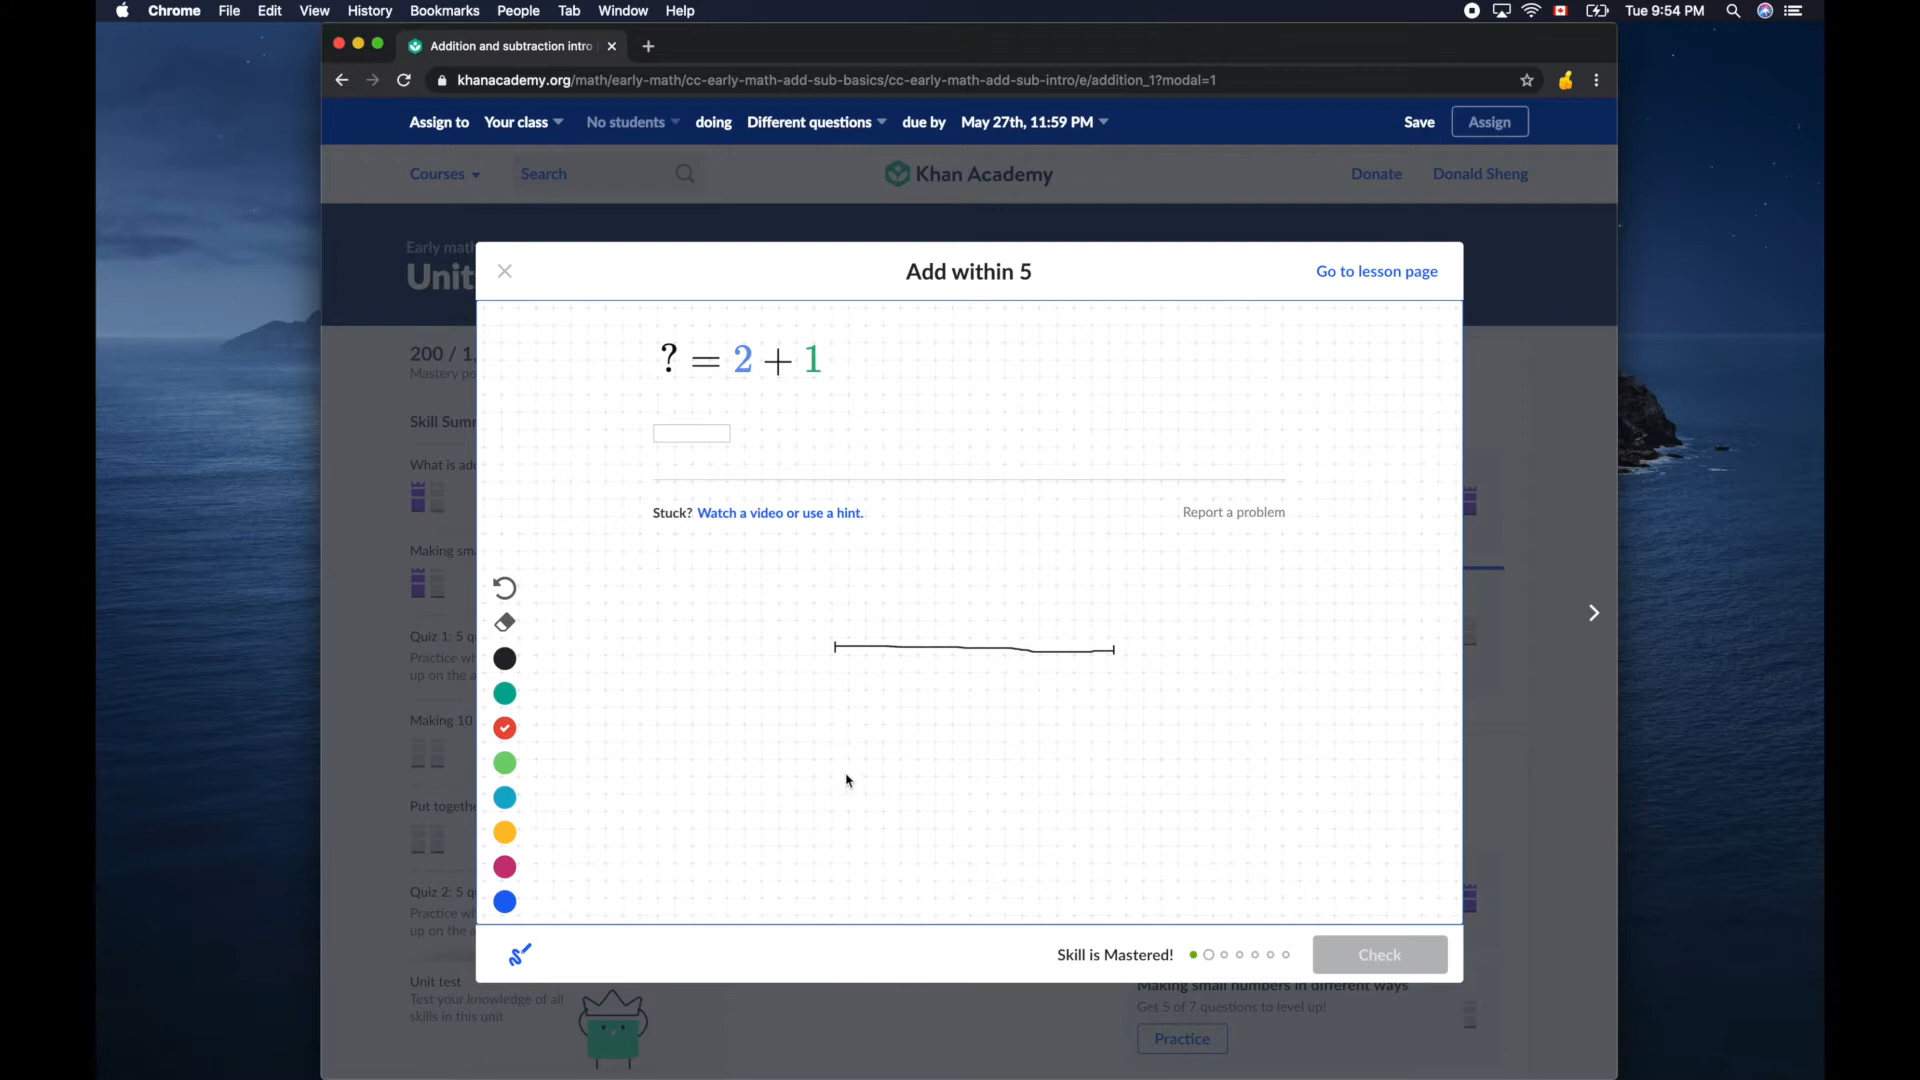 Chrome File Edit View History Bookmarks People Tab Window Help Tue 9:54 PM
Addition and subtraction intro
khanacademy.org/math/early-math/cc-early-math-add-sub-basics/cc-early-math-add-sub-intro/e/addition_1?modal=1
Assign to Your class No students doing Different questions due by May 27th, 11:59 PM Save Assign
Courses Search Khan Academy Donate Donald Sheng
Early mat
Unit
Add within 5
Go to lesson page
200 / 1,
Mastery po
? = 2 + 1
Skill Sum
What is ad
Stuck? Watch a video or use a hint.
Report a problem
Making sm
Quiz 1: 5 q
Practice w
up on the a
Making 10
Put togeth
Quiz 2: 5 q
Practice w
up on the a
Skill is Mastered!
Check
Unit test
Test your knowledge of all
skills in this unit
Making small numbers in different ways
Get 5 of 7 questions to level up!
Practice